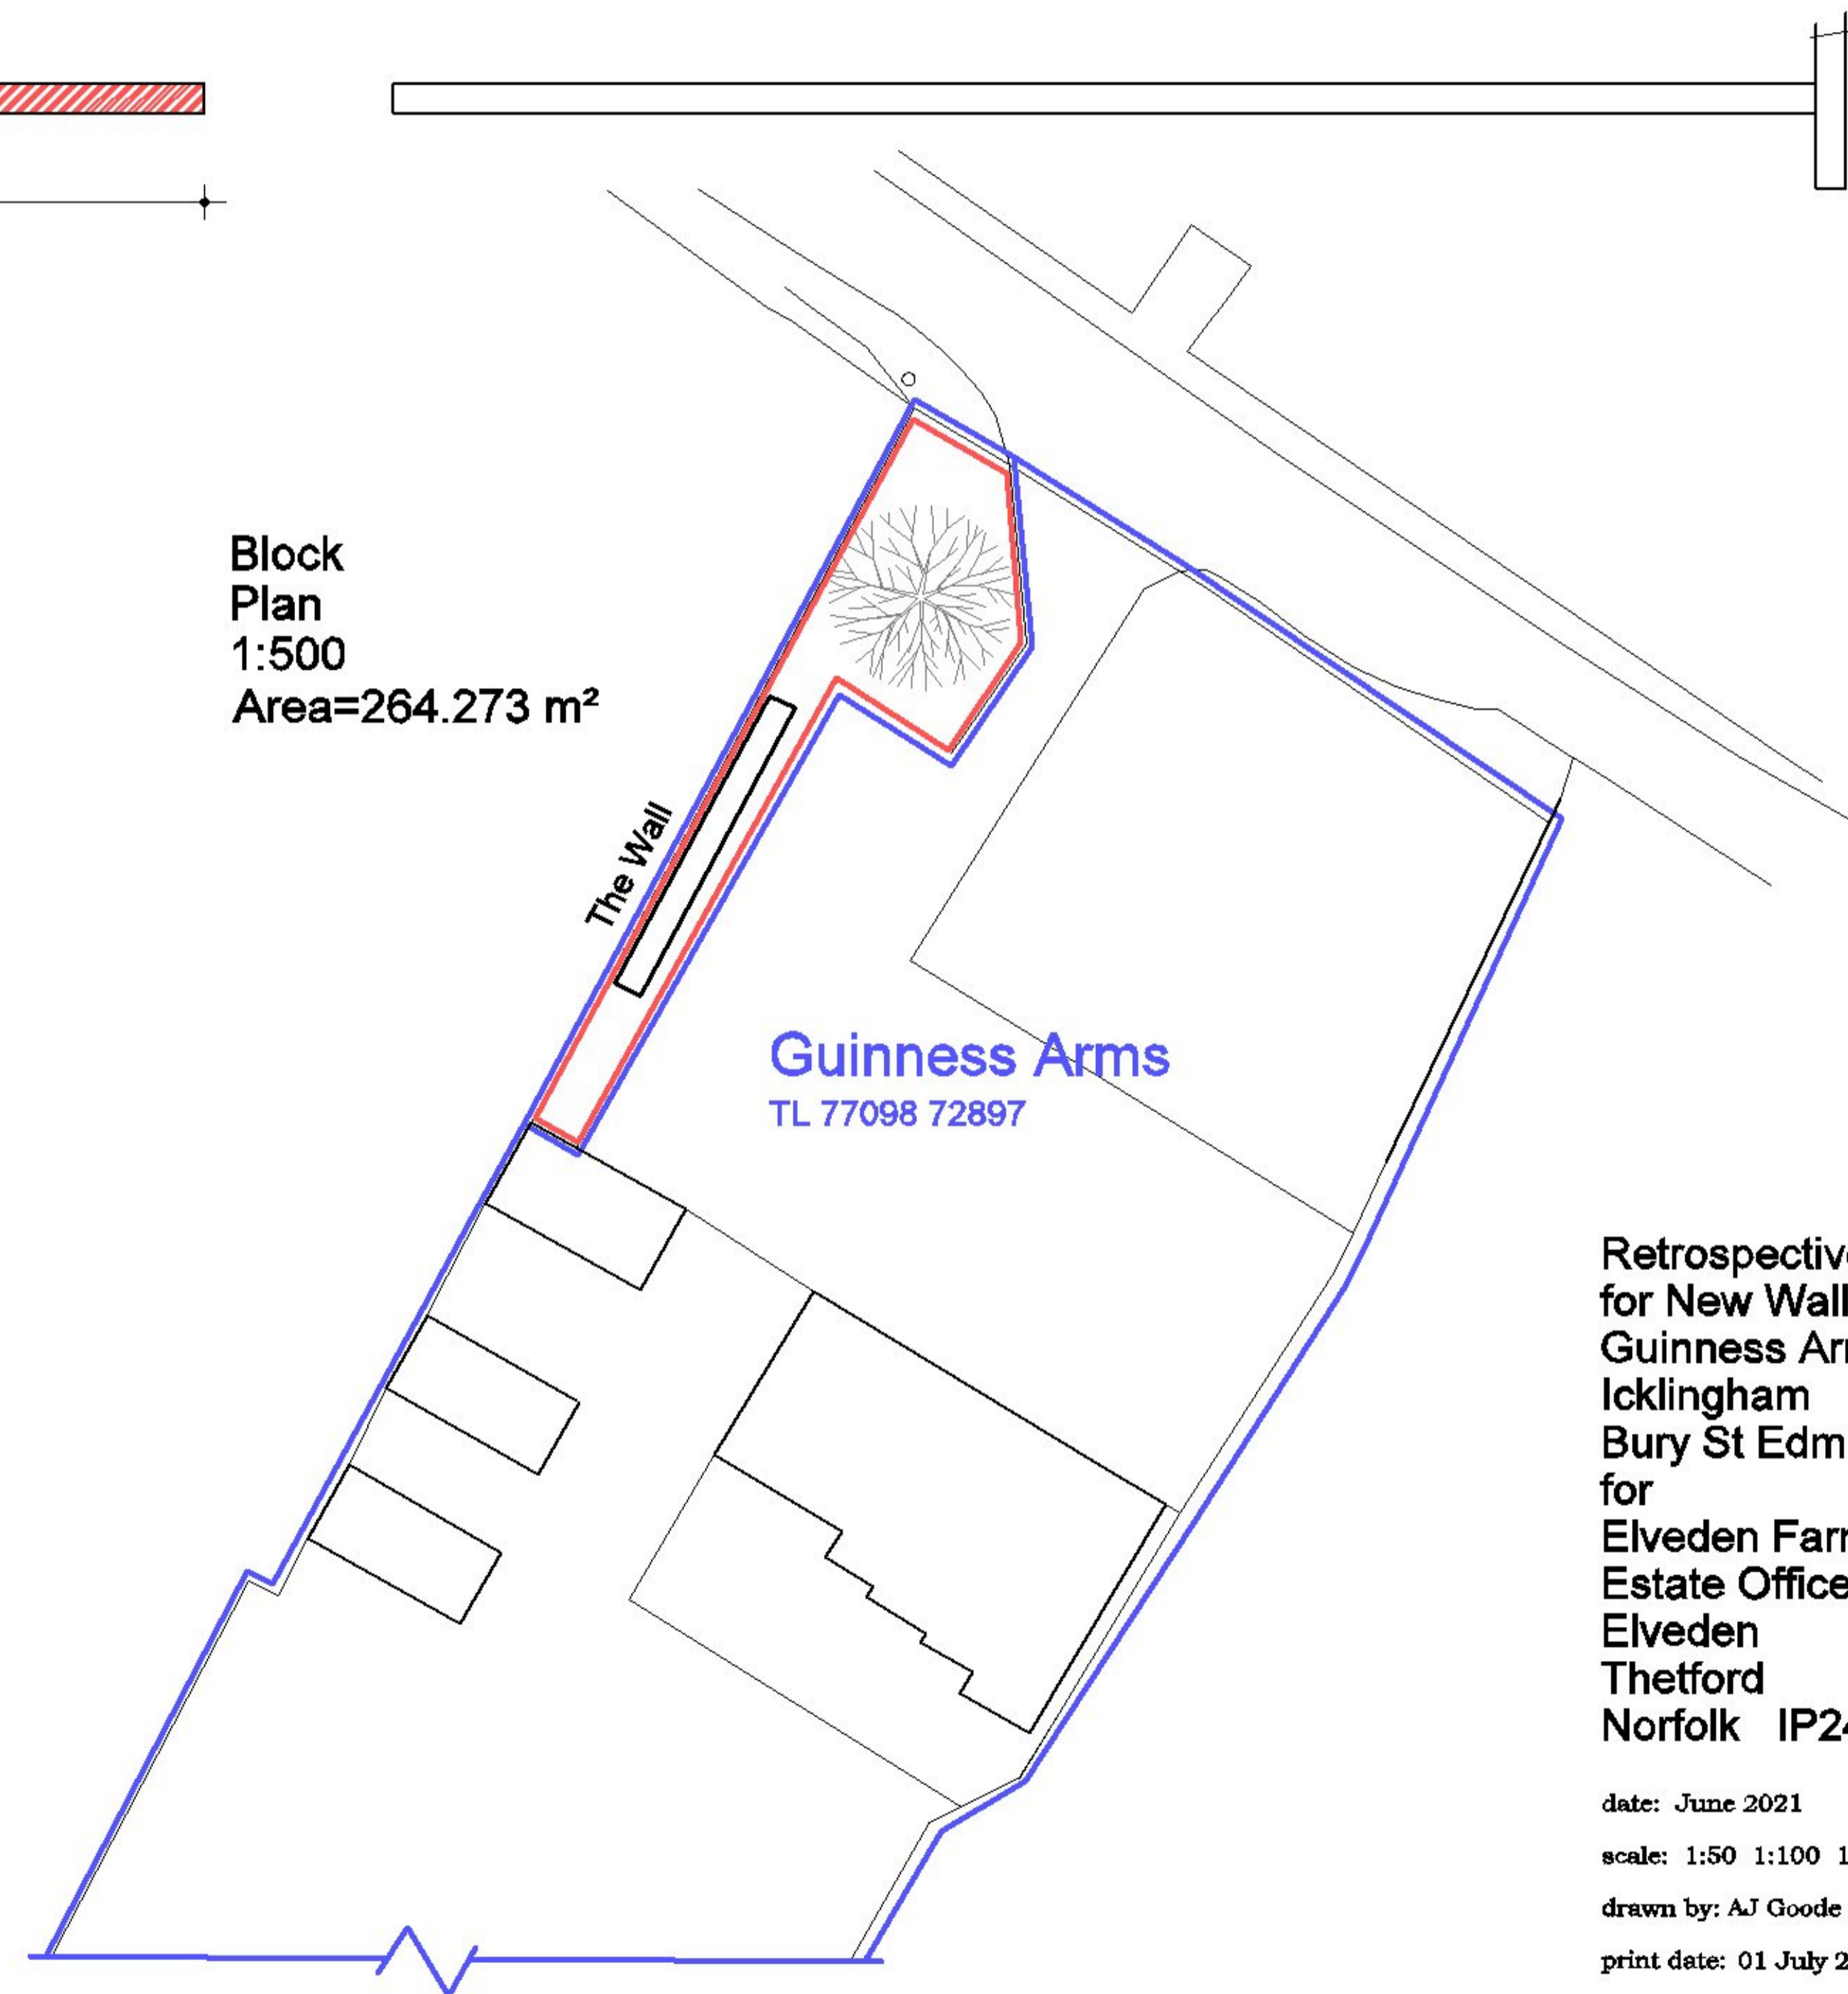 Block
Plan
1:500
Area=264.273 m²
The Wall
Guinness Arms
TL 77098 72897
Retrospectiv
for New Wall
Guinness Ar
Icklingham
Bury St Edm
for
Elveden Far
Estate Office
Elveden
Thetford
Norfolk IP2
date: June 2021
scale: 1:50 1:100 1
drawn by: AJ Goode
print date: 01 July 2